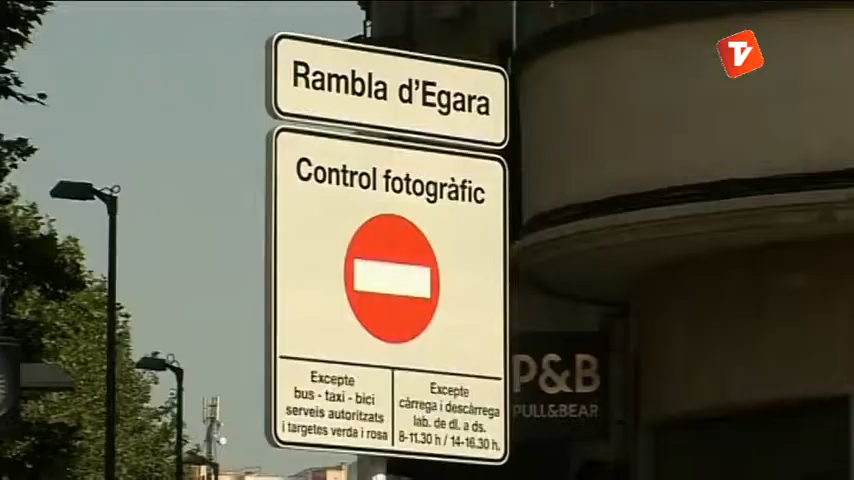 TV
Rambla d'Egara
Control fotogràfic
Excepte
bus - taxi - bici
serveis autoritzats
i targetes verda i rosa
Excepte
càrrega i descàrrega
lab. de dl. a ds.
8-11.30 h / 14-16.30 h.
P&B
PULL&BEAR